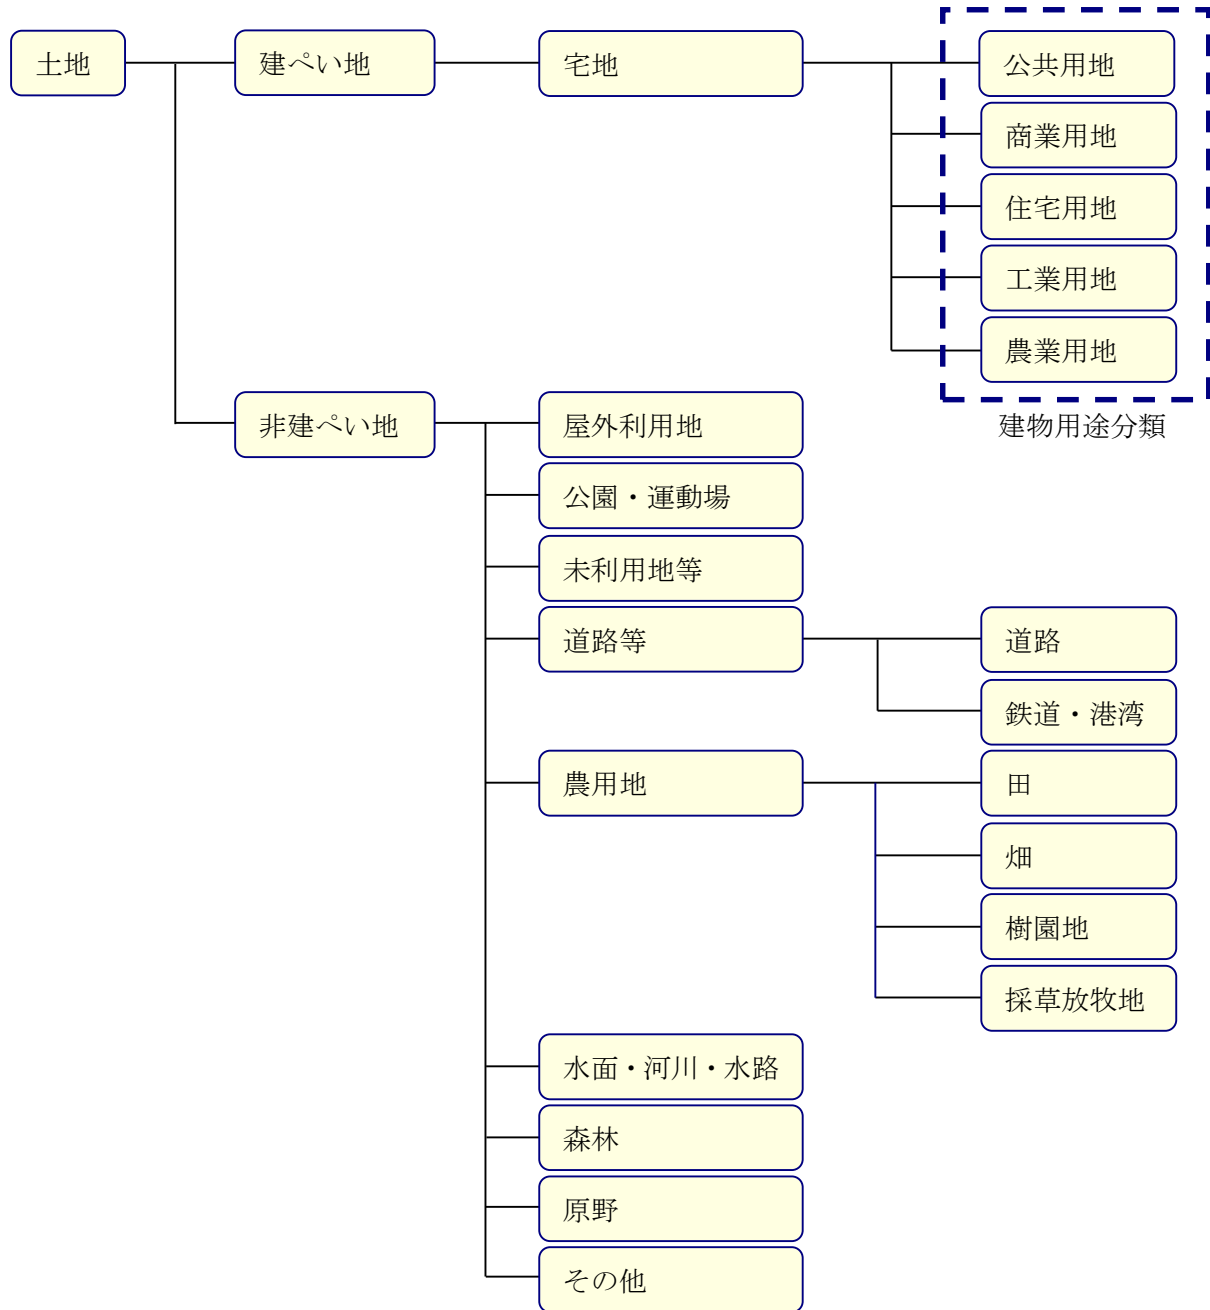 土地
建ぺい地
宅地
公共用地
商業用地
住宅用地
工業用地
農業用地
建物用途分類
非建ぺい地
屋外利用地
公園・運動場
未利用地等
道路等
道路
鉄道・港湾
農用地
田
畑
樹園地
採草放牧地
水面・河川・水路
森林
原野
その他